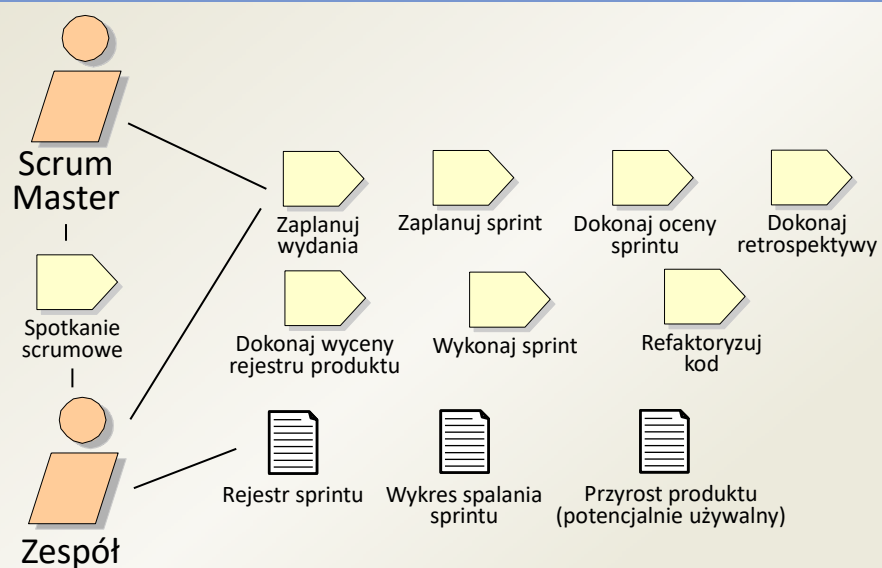 Scrum
Master
Zaplanuj
wydania
Zaplanuj sprint
Dokonaj oceny
sprintu
Dokonaj
retrospektywy
Spotkanie
scrumowe
Dokonaj wyceny
rejestru produktu
Wykonaj sprint
Refaktoryzuj
kod
Rejestr sprintu
Wykres spalania
sprintu
Przyrost produktu
(potencjalnie używalny)
Zespół